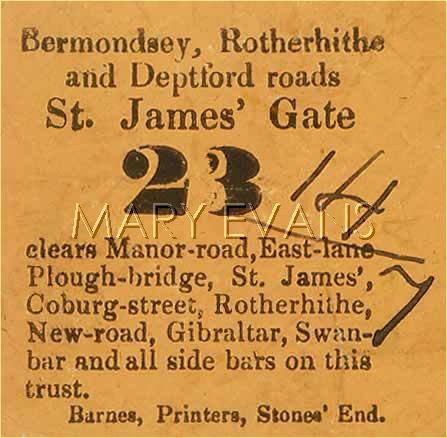 Bermondsey, Rotherhithe
and Deptford roads
St. James' Gate
23
14/7
MARY EVANS
clears Manor-road, East-lane
Plough-bridge, St. James',
Coburg-street, Rotherhithe,
New-road, Gibraltar, Swan-
bar and all side bars on this
trust.
Barnes, Printers, Stones' End.